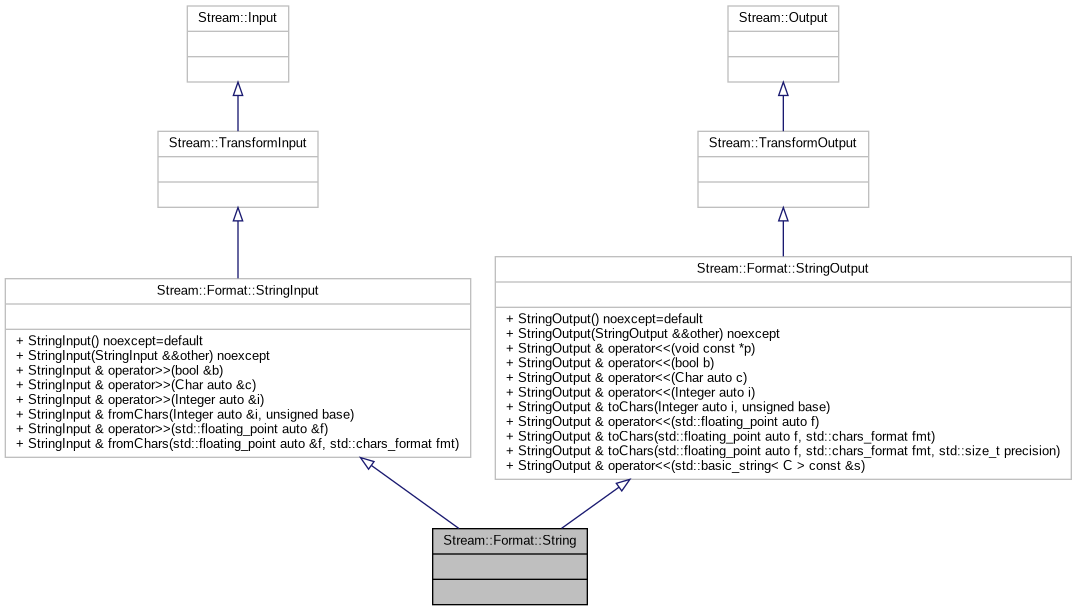 Stream::Input
Stream::Output
Stream::TransformInput
Stream::TransformOutput
Stream::Format::StringInput
+ StringInput() noexcept=default
+ StringInput(StringInput &&other) noexcept
+ StringInput & operator>>(bool &b)
+ StringInput & operator>>(Char auto &c)
+ StringInput & operator>>(Integer auto &i)
+ StringInput & fromChars(Integer auto &i, unsigned base)
+ StringInput & operator>>(std::floating_point auto &f)
+ StringInput & fromChars(std::floating_point auto &f, std::chars_format fmt)
Stream::Format::StringOutput
+ StringOutput() noexcept=default
+ StringOutput(StringOutput &&other) noexcept
+ StringOutput & operator<<(void const *p)
+ StringOutput & operator<<(bool b)
+ StringOutput & operator<<(Char auto c)
+ StringOutput & operator<<(Integer auto i)
+ StringOutput & toChars(Integer auto i, unsigned base)
+ StringOutput & operator<<(std::floating_point auto f)
+ StringOutput & toChars(std::floating_point auto f, std::chars_format fmt)
+ StringOutput & toChars(std::floating_point auto f, std::chars_format fmt, std::size_t precision)
+ StringOutput & operator<<(std::basic_string< C > const &s)
Stream::Format::String